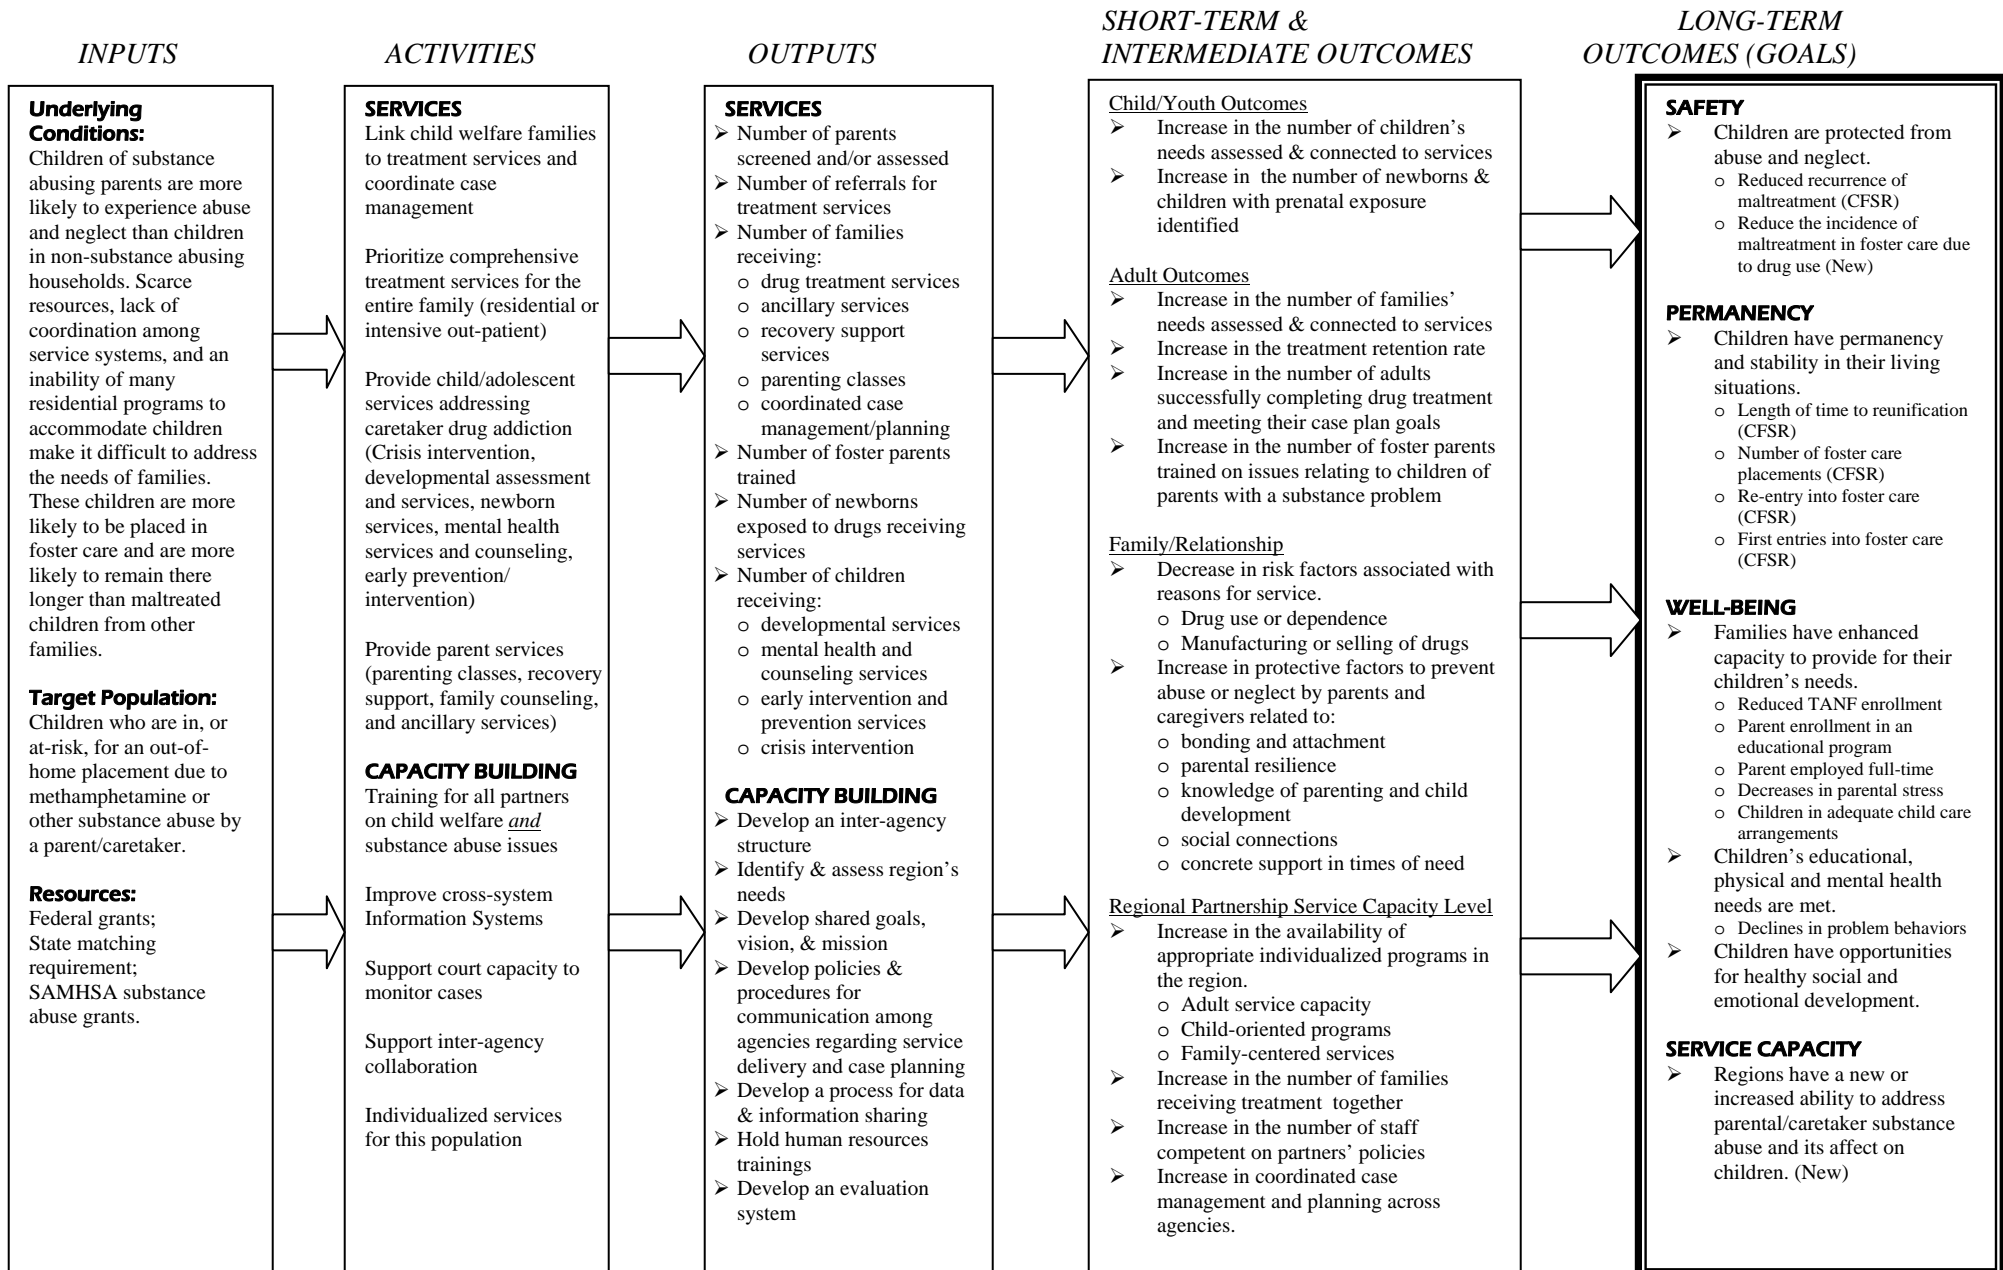 INPUTS
ACTIVITIES
OUTPUTS
SHORT-TERM &
INTERMEDIATE OUTCOMES
LONG-TERM
OUTCOMES (GOALS)
Underlying
Conditions:
Children of substance
abusing parents are more
likely to experience abuse
and neglect than children
in non-substance abusing
households. Scarce
resources, lack of
coordination among
service systems, and an
inability of many
residential programs to
accommodate children
make it difficult to address
the needs of families.
These children are more
likely to be placed in
foster care and are more
likely to remain there
longer than maltreated
children from other
families.
Target Population:
Children who are in, or
at-risk, for an out-of-
home placement due to
methamphetamine or
other substance abuse by
a parent/caretaker.
Resources:
Federal grants;
State matching
requirement;
SAMHSA substance
abuse grants.
SERVICES
Link child welfare families
to treatment services and
coordinate case
management
Prioritize comprehensive
treatment services for the
entire family (residential or
intensive out-patient)
Provide child/adolescent
services addressing
caretaker drug addiction
(Crisis intervention,
developmental assessment
and services, newborn
services, mental health
services and counseling,
early prevention/
intervention)
Provide parent services
(parenting classes, recovery
support, family counseling,
and ancillary services)
CAPACITY BUILDING
Training for all partners
on child welfare and
substance abuse issues
Improve cross-system
Information Systems
Support court capacity to
monitor cases
Support inter-agency
collaboration
Individualized services
for this population
SERVICES
➢ Number of parents
screened and/or assessed
➢ Number of referrals for
treatment services
➢ Number of families
receiving:
o drug treatment services
o ancillary services
o recovery support
services
o parenting classes
o coordinated case
management/planning
➢ Number of foster parents
trained
➢ Number of newborns
exposed to drugs receiving
services
➢ Number of children
receiving:
o developmental services
o mental health and
counseling services
o early intervention and
prevention services
o crisis intervention
CAPACITY BUILDING
➢ Develop an inter-agency
structure
➢ Identify & assess region's
needs
➢ Develop shared goals,
vision, & mission
➢ Develop policies &
procedures for
communication among
agencies regarding service
delivery and case planning
➢ Develop a process for data
& information sharing
➢ Hold human resources
trainings
➢ Develop an evaluation
system
Child/Youth Outcomes
➢ Increase in the number of children's
needs assessed & connected to services
➢ Increase in the number of newborns &
children with prenatal exposure
identified
Adult Outcomes
➢ Increase in the number of families'
needs assessed & connected to services
➢ Increase in the treatment retention rate
➢ Increase in the number of adults
successfully completing drug treatment
and meeting their case plan goals
➢ Increase in the number of foster parents
trained on issues relating to children of
parents with a substance problem
Family/Relationship
➢ Decrease in risk factors associated with
reasons for service.
o Drug use or dependence
o Manufacturing or selling of drugs
➢ Increase in protective factors to prevent
abuse or neglect by parents and
caregivers related to:
o bonding and attachment
o parental resilience
o knowledge of parenting and child
development
o social connections
o concrete support in times of need
Regional Partnership Service Capacity Level
➢ Increase in the availability of
appropriate individualized programs in
the region.
o Adult service capacity
o Child-oriented programs
o Family-centered services
➢ Increase in the number of families
receiving treatment together
➢ Increase in the number of staff
competent on partners' policies
➢ Increase in coordinated case
management and planning across
agencies.
SAFETY
➢ Children are protected from
abuse and neglect.
o Reduced recurrence of
maltreatment (CFSR)
o Reduce the incidence of
maltreatment in foster care due
to drug use (New)
PERMANENCY
➢ Children have permanency
and stability in their living
situations.
o Length of time to reunification
(CFSR)
o Number of foster care
placements (CFSR)
o Re-entry into foster care
(CFSR)
o First entries into foster care
(CFSR)
WELL-BEING
➢ Families have enhanced
capacity to provide for their
children's needs.
o Reduced TANF enrollment
o Parent enrollment in an
educational program
o Parent employed full-time
o Decreases in parental stress
o Children in adequate child care
arrangements
➢ Children's educational,
physical and mental health
needs are met.
o Declines in problem behaviors
➢ Children have opportunities
for healthy social and
emotional development.
SERVICE CAPACITY
➢ Regions have a new or
increased ability to address
parental/caretaker substance
abuse and its affect on
children. (New)